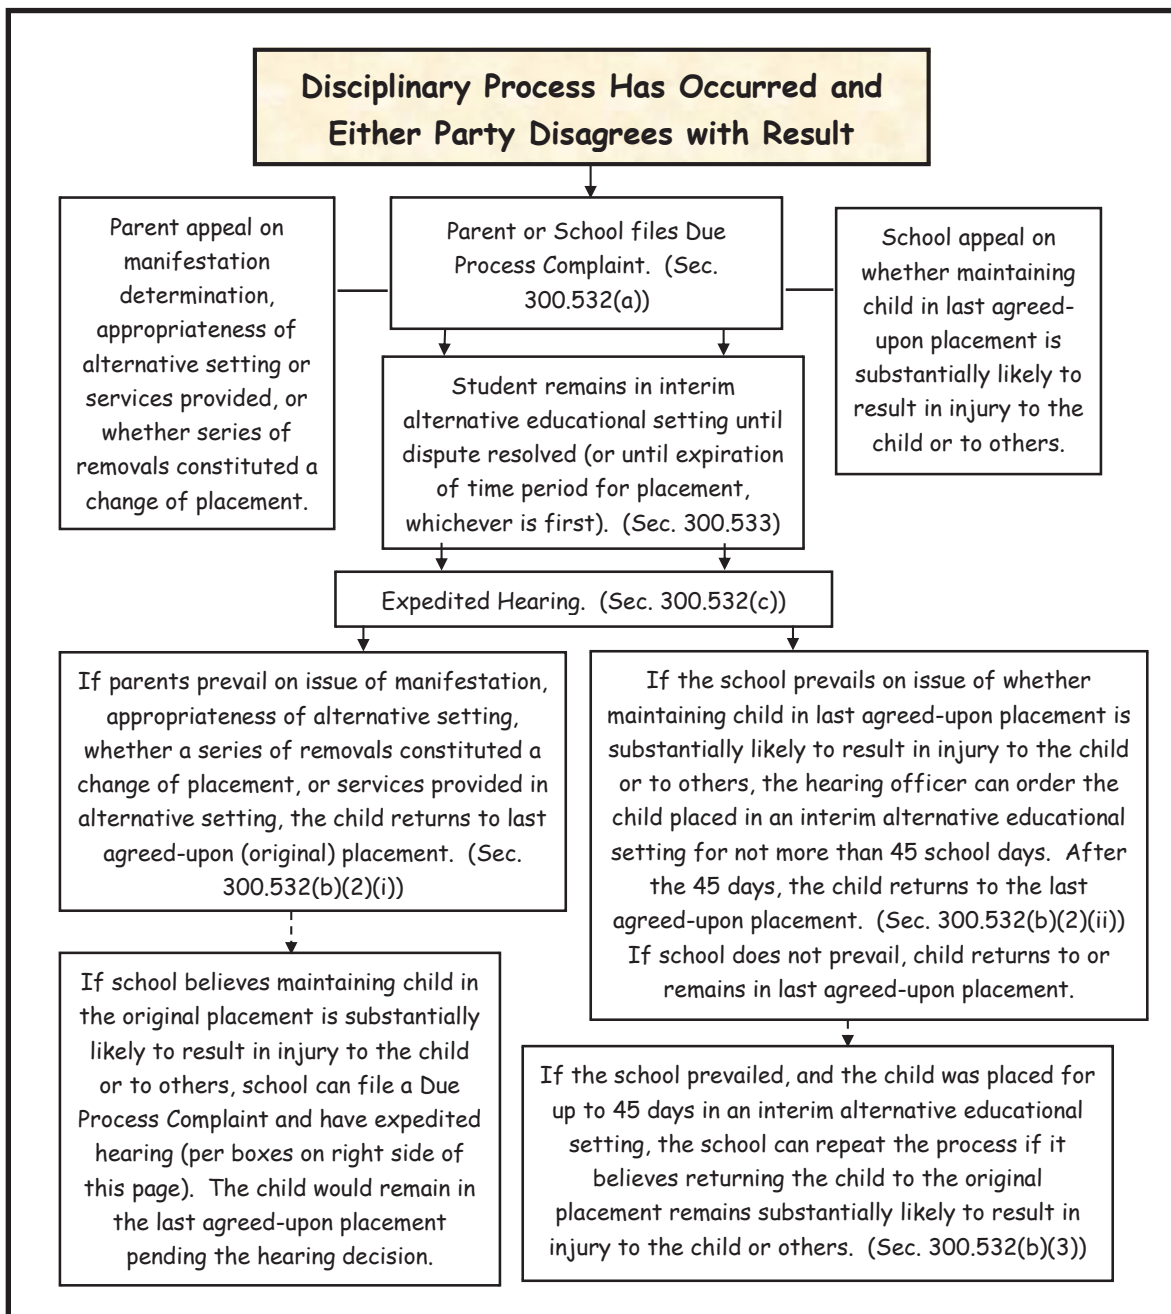 Disciplinary Process Has Occurred and
Either Party Disagrees with Result
Parent appeal on
manifestation
determination,
appropriateness of
alternative setting or
services provided, or
whether series of
removals constituted a
change of placement.
Parent or School files Due
Process Complaint.  (Sec.
300.532(a))
School appeal on
whether maintaining
child in last agreed-
upon placement is
substantially likely to
result in injury to the
child or to others.
Student remains in interim
alternative educational setting until
dispute resolved (or until expiration
of time period for placement,
whichever is first).  (Sec. 300.533)
Expedited Hearing.  (Sec. 300.532(c))
If parents prevail on issue of manifestation,
appropriateness of alternative setting,
whether a series of removals constituted a
change of placement, or services provided in
alternative setting, the child returns to last
agreed-upon (original) placement.  (Sec.
300.532(b)(2)(i))
If the school prevails on issue of whether
maintaining child in last agreed-upon placement is
substantially likely to result in injury to the child
or to others, the hearing officer can order the
child placed in an interim alternative educational
setting for not more than 45 school days.  After
the 45 days, the child returns to the last
agreed-upon placement.  (Sec. 300.532(b)(2)(ii))
If school does not prevail, child returns to or
remains in last agreed-upon placement.
If school believes maintaining child in
the original placement is substantially
likely to result in injury to the child
or to others, school can file a Due
Process Complaint and have expedited
hearing (per boxes on right side of
this page).  The child would remain in
the last agreed-upon placement
pending the hearing decision.
If the school prevailed, and the child was placed for
up to 45 days in an interim alternative educational
setting, the school can repeat the process if it
believes returning the child to the original
placement remains substantially likely to result in
injury to the child or others.  (Sec. 300.532(b)(3))